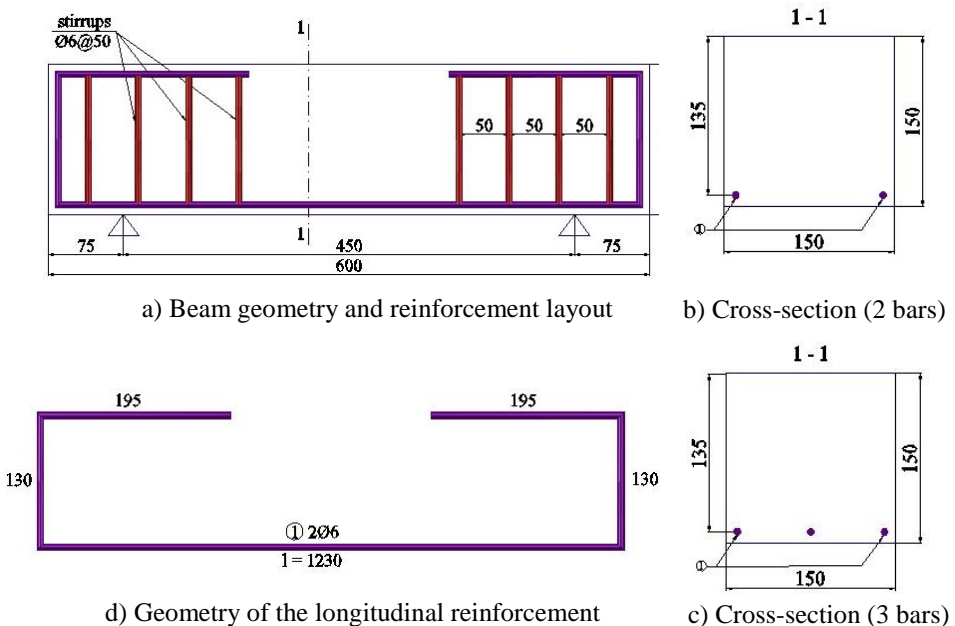 stirrups
Ø6@50
1
50
50
50
1
75
450
75
600
a) Beam geometry and reinforcement layout
1 - 1
135
150
①
150
b) Cross-section (2 bars)
195
195
130
130
① 2Ø6
l = 1230
d) Geometry of the longitudinal reinforcement
1 - 1
135
150
①
150
c) Cross-section (3 bars)